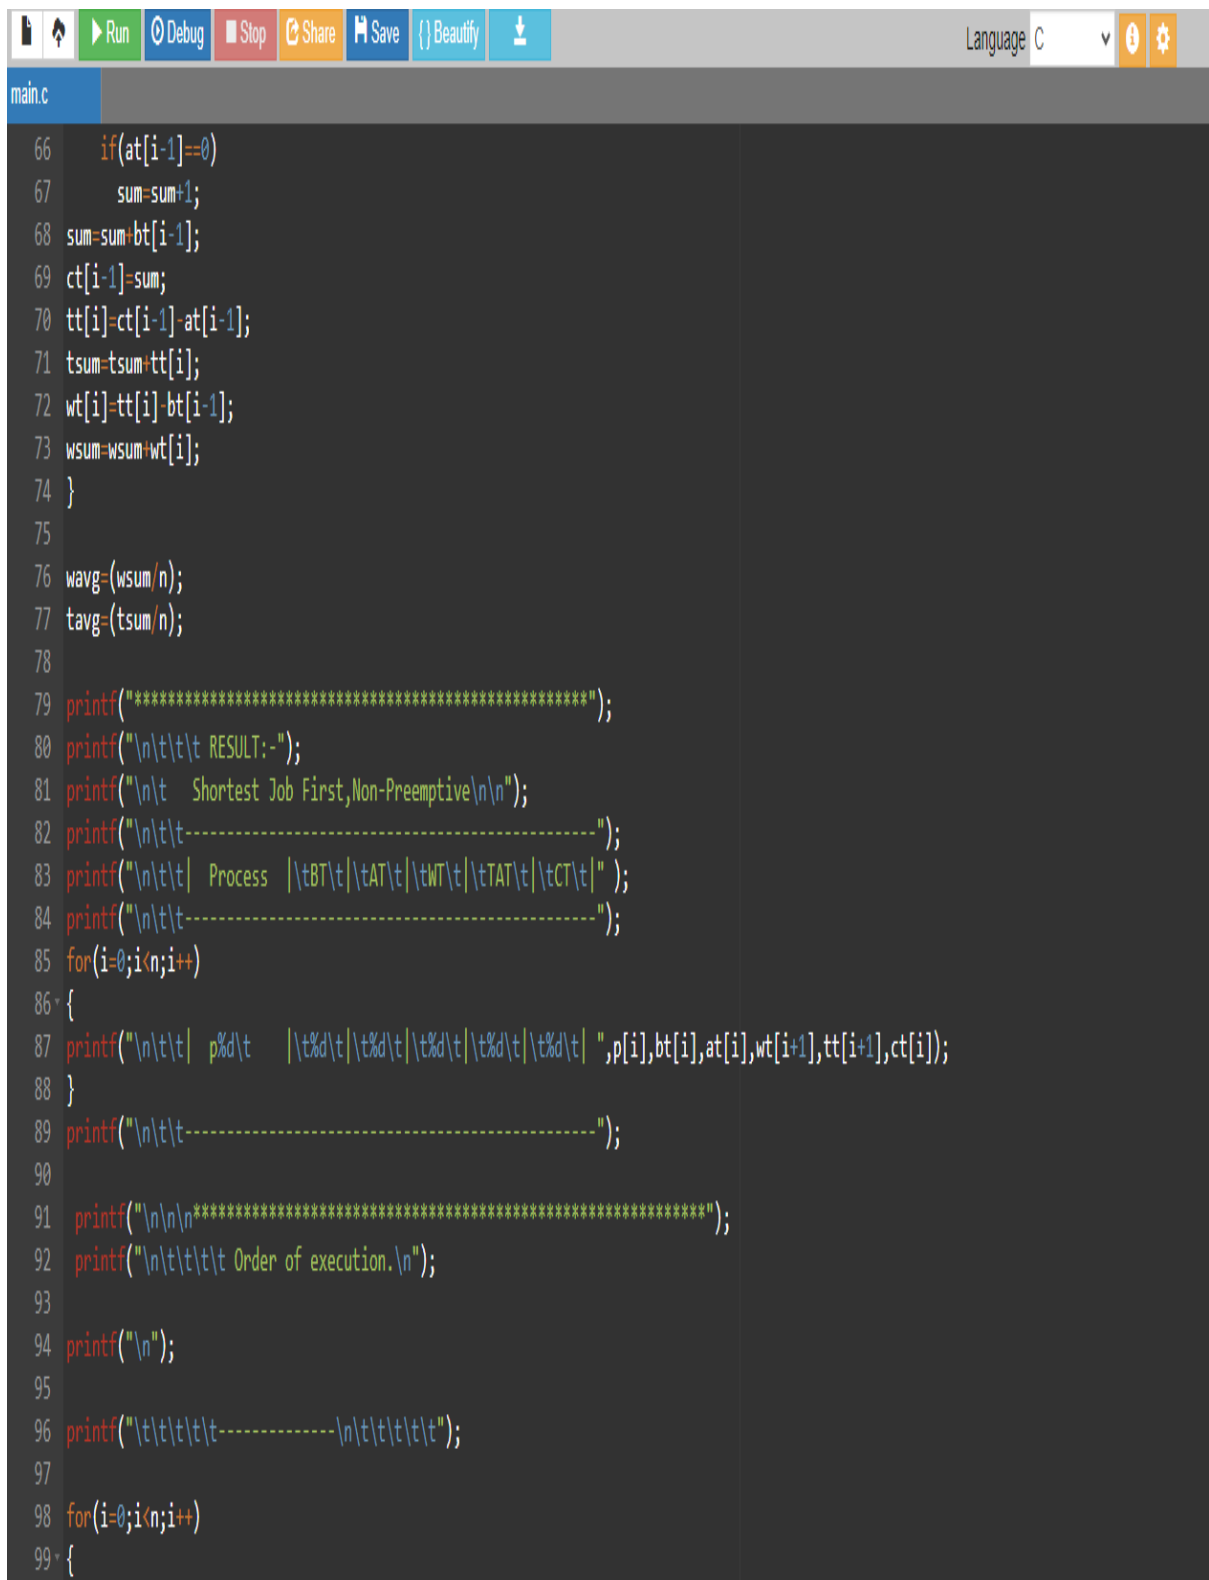 Run Debug Stop Share Save { } Beautify Language C
main.c
66 if(at[i-1]==0)
67 sum=sum+1;
68 sum=sum+bt[i-1];
69 ct[i-1]=sum;
70 tt[i]=ct[i-1]-at[i-1];
71 tsum=tsum+tt[i];
72 wt[i]=tt[i]-bt[i-1];
73 wsum=wsum+wt[i];
74 }
75
76 wavg=(wsum/n);
77 tavg=(tsum/n);
78
79 printf("******************************************************");
80 printf("\n\t\t\t RESULT:-");
81 printf("\n\t   Shortest Job First,Non-Preemptive\n\n");
82 printf("\n\t\t-------------------------------------------------");
83 printf("\n\t\t|  Process  |\tBT\t|\tAT\t|\tWT\t|\tTAT\t|\tCT\t|" );
84 printf("\n\t\t-------------------------------------------------");
85 for(i=0;i<n;i++)
86 {
87 printf("\n\t\t|  p%d\t    |\t%d\t|\t%d\t|\t%d\t|\t%d\t|\t%d\t| ",p[i],bt[i],at[i],wt[i+1],tt[i+1],ct[i]);
88 }
89 printf("\n\t\t-------------------------------------------------");
90
91 printf("\n\n\n*************************************************************");
92 printf("\n\t\t\t\t Order of execution.\n");
93
94 printf("\n");
95
96 printf("\t\t\t\t\t--------------\n\t\t\t\t\t");
97
98 for(i=0;i<n;i++)
99 {